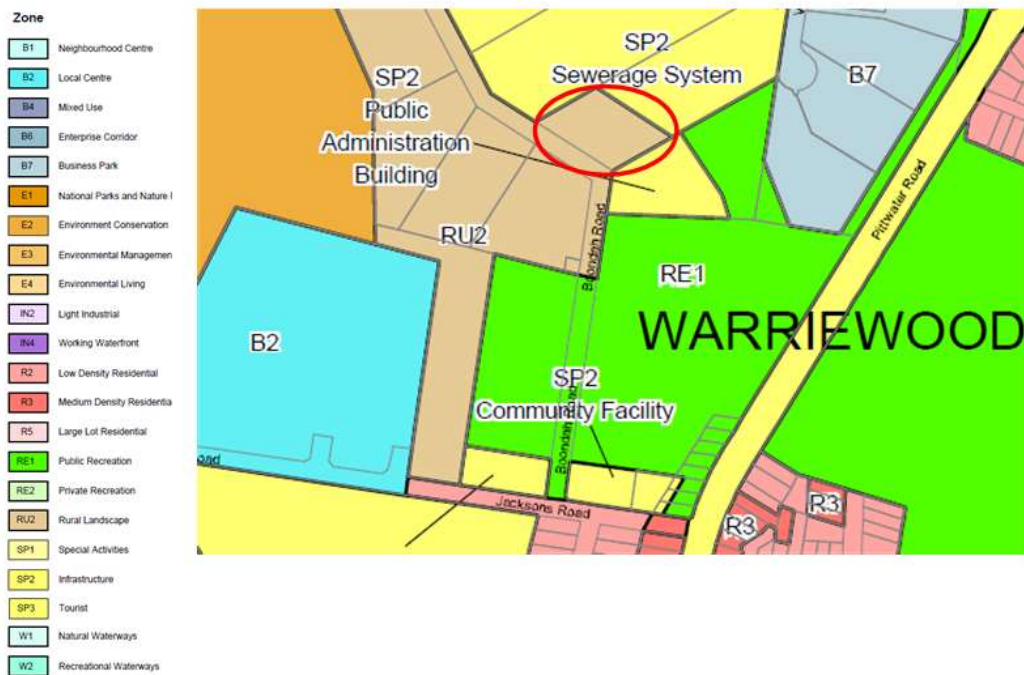 Zone
B1 Neighbourhood Centre
B2 Local Centre
B4 Mixed Use
B6 Enterprise Corridor
B7 Business Park
E1 National Parks and Nature
E2 Environment Conservation
E3 Environmental Managemen
E4 Environmental Living
IN2 Light Industrial
IN4 Working Waterfront
R2 Low Density Residential
R3 Medium Density Residentia
R5 Large Lot Residential
RE1 Public Recreation
RE2 Private Recreation
RU2 Rural Landscape
SP1 Special Activities
SP2 Infrastructure
SP3 Tourist
W1 Natural Waterways
W2 Recreational Waterways
SP2
Sewerage System
B7
SP2
Public
Administration
Building
Pittwater Road
RU2
Boondah Road
RE1
WARRIEWOOD
B2
SP2
Community Facility
Boondah Road
oad
Jacksons Road
R3
R3